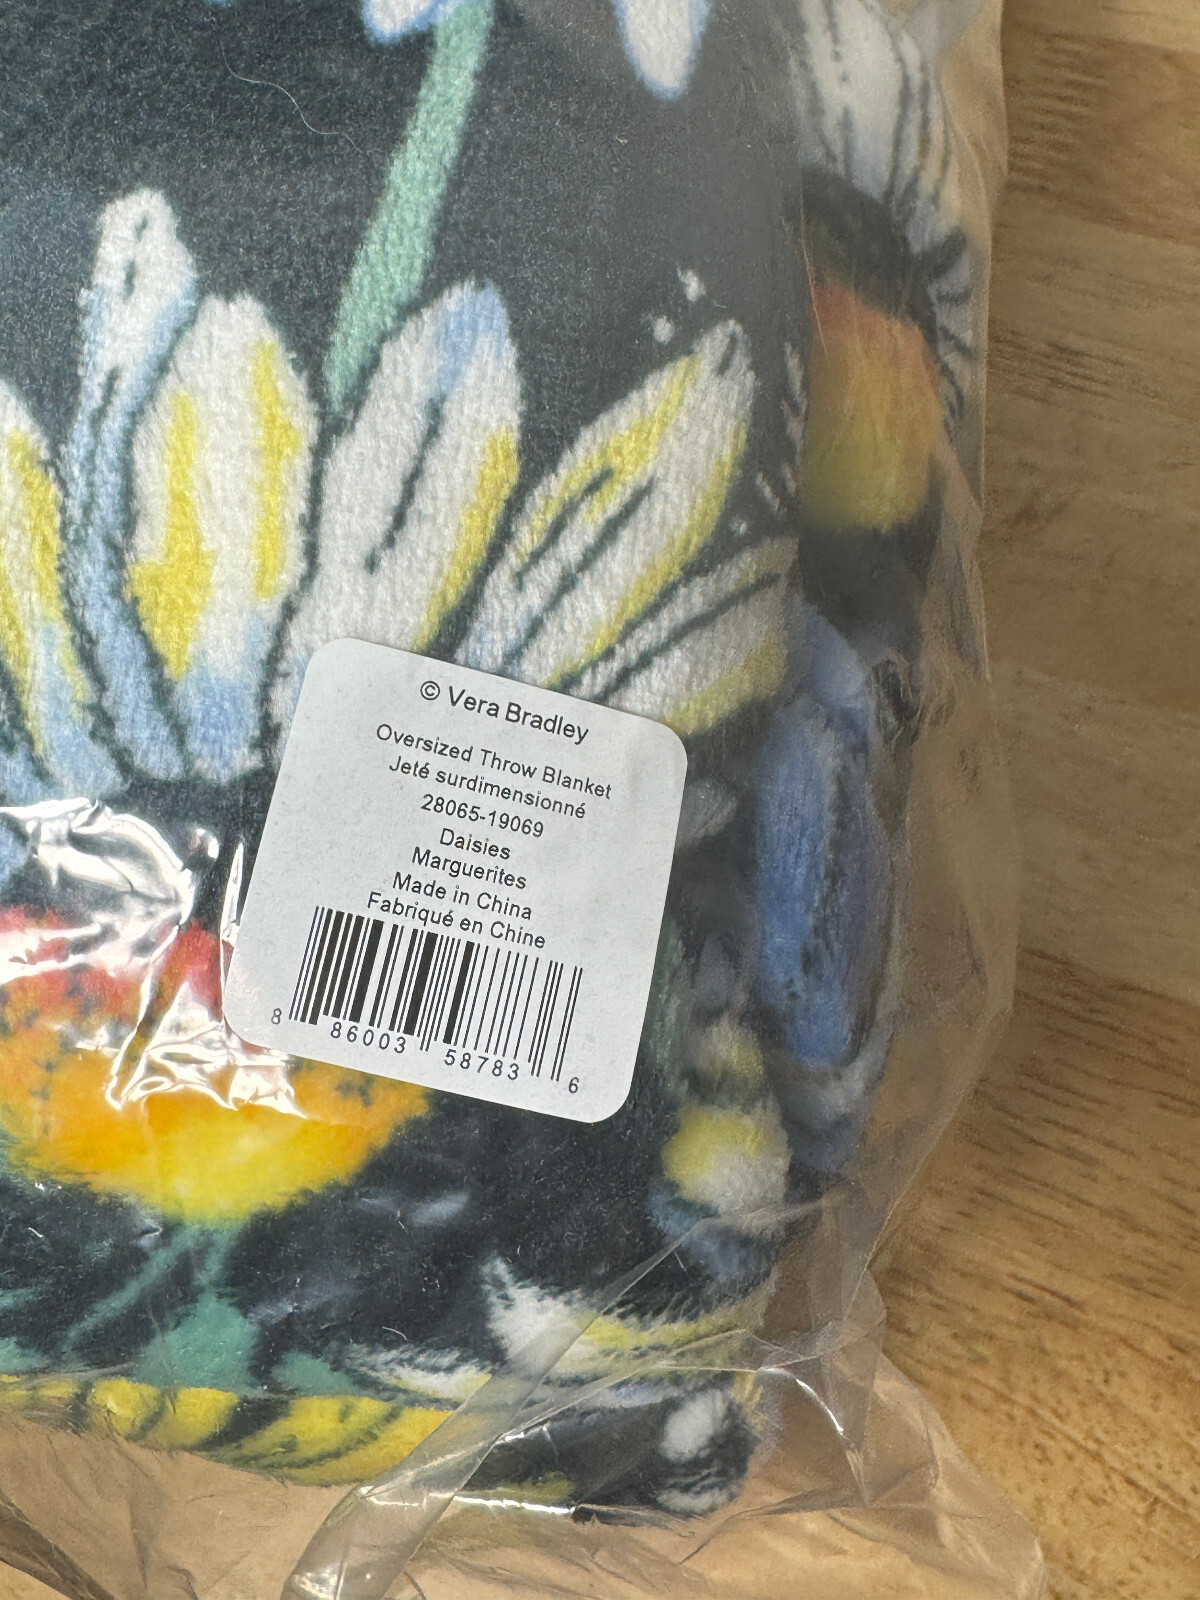 © Vera Bradley
Oversized Throw Blanket
Jeté surdimensionné
28065-19069
Daisies
Marguerites
Made in China
Fabriqué en Chine
8 86003 58783 6